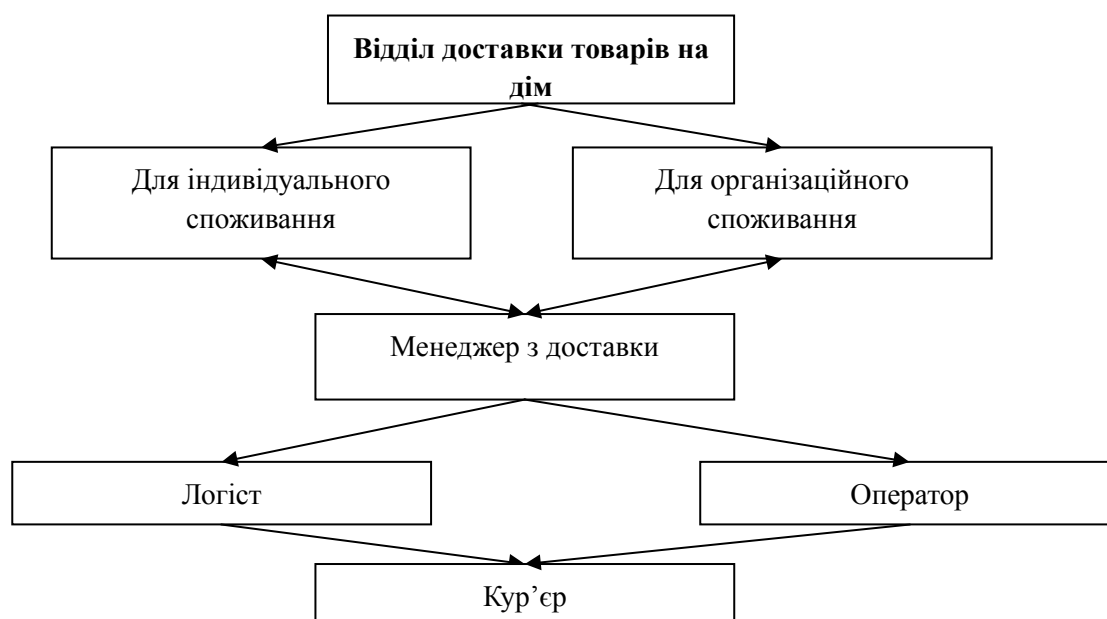 Відділ доставки товарів на
дім
Для індивідуального
споживання
Для організаційного
споживання
Менеджер з доставки
Логіст
Оператор
Кур’єр